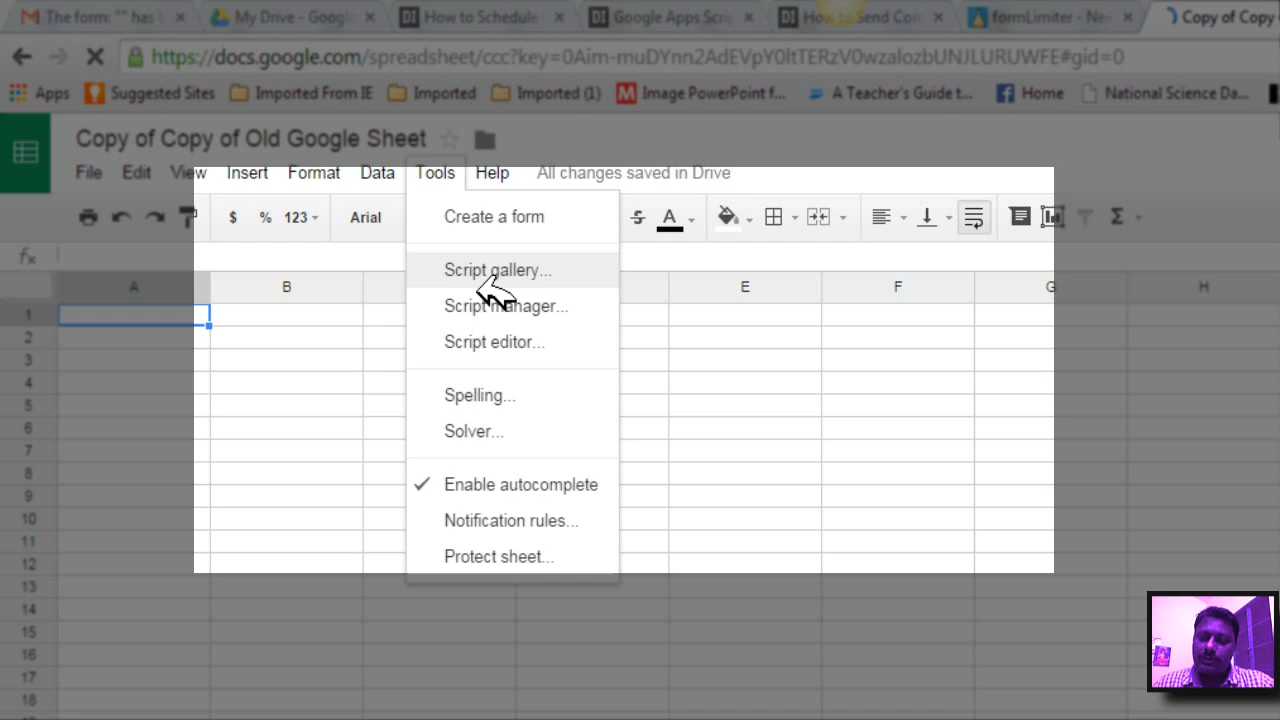 The form: "" has b
My Drive - Google
How to Schedule
Google Apps Scrip
How to Send Con
formLimiter - Ne
Copy of Copy
https://docs.google.com/spreadsheet/ccc?key=0Aim-muDYnn2AdEVpY0ltTERzV0wzalozbUNJLURUWFE#gid=0
Apps Suggested Sites Imported From IE Imported Imported (1) Image PowerPoint f... A Teacher's Guide t... Home National Science Da...
Copy of Copy of Old Google Sheet
File Edit View Insert Format Data Tools Help All changes saved in Drive
$ % 123 Arial A Σ
Create a form
fx
Script gallery...
A B E F G H
Script manager...
Script editor...
Spelling...
Solver...
Enable autocomplete
Notification rules...
Protect sheet...
1
2
3
4
5
6
7
8
9
10
11
12
13
14
15
16
17
18